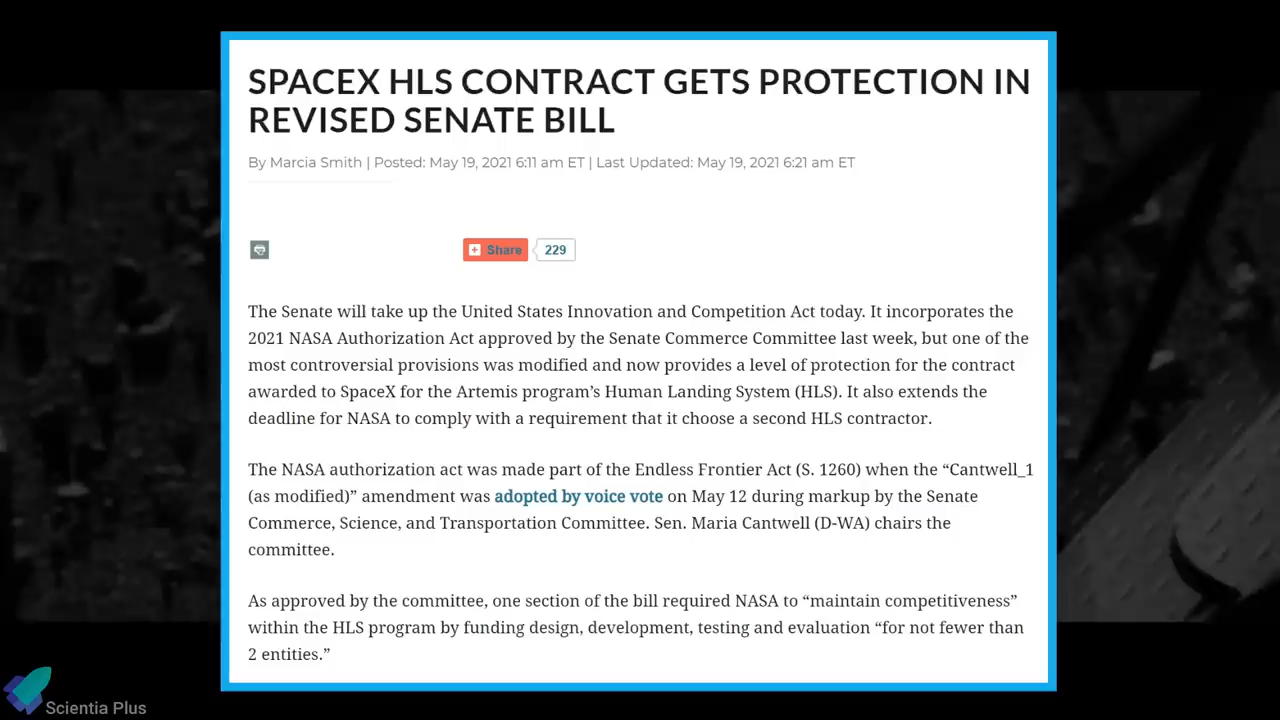 SPACEX HLS CONTRACT GETS PROTECTION IN
REVISED SENATE BILL
By Marcia Smith | Posted: May 19, 2021 6:11 am ET | Last Updated: May 19, 2021 6:21 am ET
Share 229
The Senate will take up the United States Innovation and Competition Act today. It incorporates the
2021 NASA Authorization Act approved by the Senate Commerce Committee last week, but one of the
most controversial provisions was modified and now provides a level of protection for the contract
awarded to SpaceX for the Artemis program’s Human Landing System (HLS). It also extends the
deadline for NASA to comply with a requirement that it choose a second HLS contractor.
The NASA authorization act was made part of the Endless Frontier Act (S. 1260) when the “Cantwell_1
(as modified)” amendment was adopted by voice vote on May 12 during markup by the Senate
Commerce, Science, and Transportation Committee. Sen. Maria Cantwell (D-WA) chairs the
committee.
As approved by the committee, one section of the bill required NASA to “maintain competitiveness”
within the HLS program by funding design, development, testing and evaluation “for not fewer than
2 entities.”
Scientia Plus